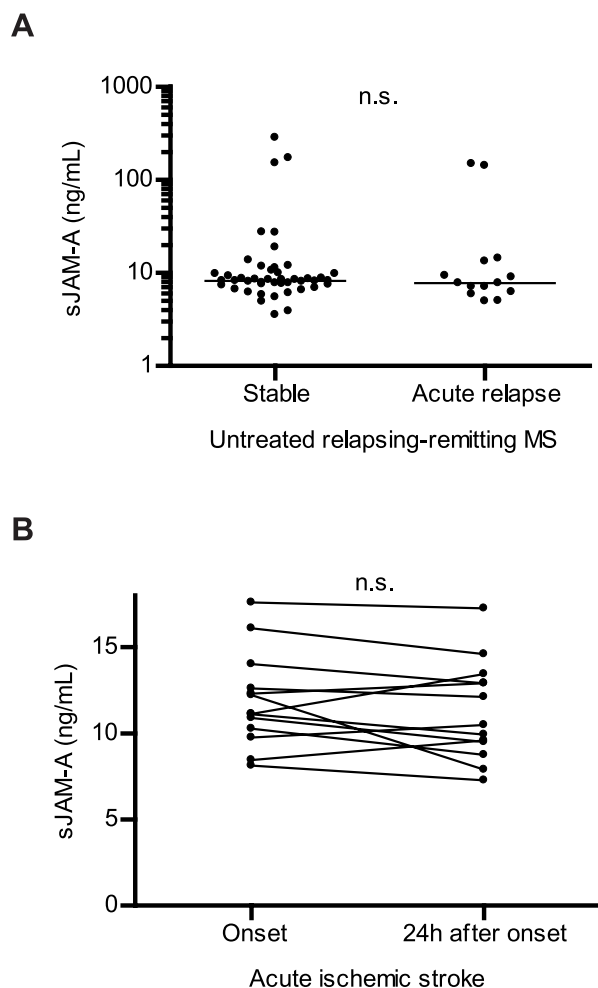 A
n.s.
1000
100
10
1
sJAM-A (ng/mL)
Stable Acute relapse
Untreated relapsing-remitting MS
B
n.s.
15
10
5
0
sJAM-A (ng/mL)
Onset 24h after onset
Acute ischemic stroke